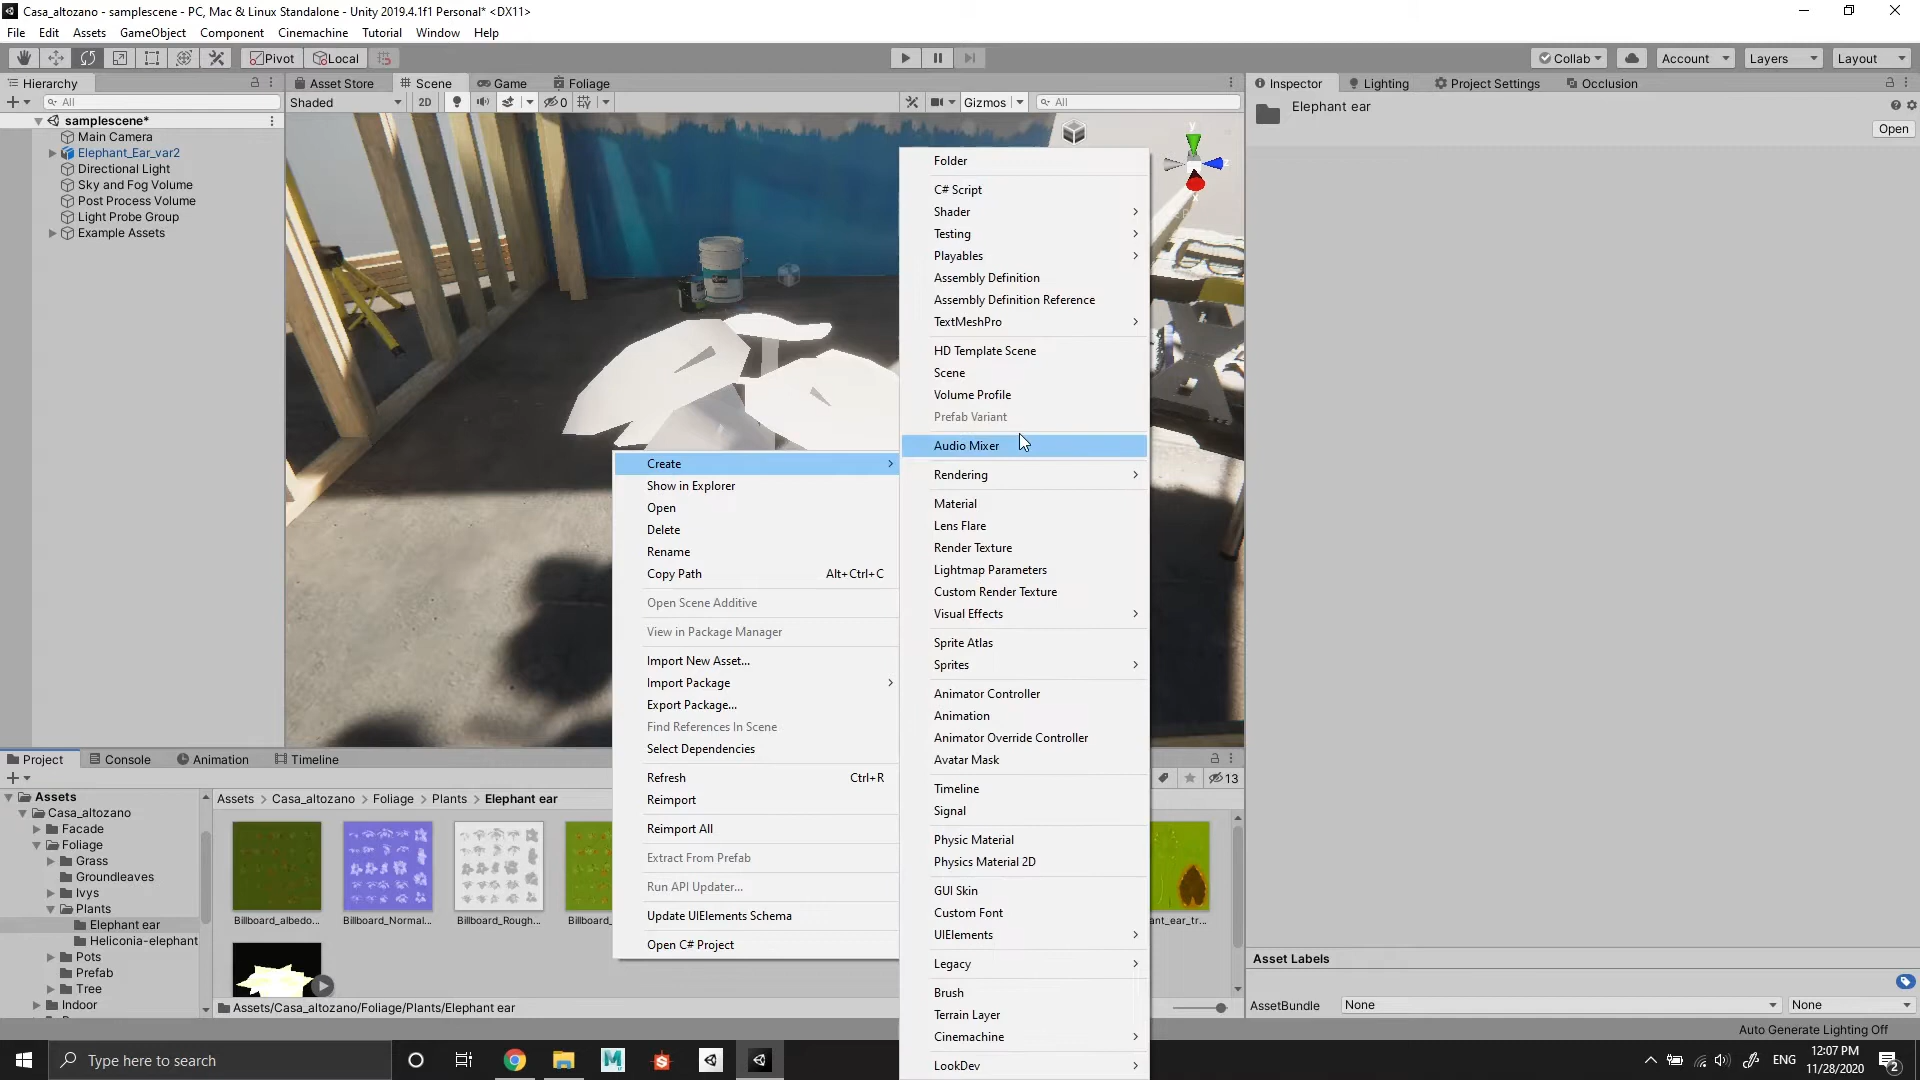 Casa_altozano - samplescene - PC, Mac & Linux Standalone - Unity 2019.4.1f1 Personal* <DX11>
File Edit Assets GameObject Component Cinemachine Tutorial Window Help
Pivot Local Collab Account Layers Layout
Hierarchy Asset Store Scene Game Foliage Inspector Lighting Project Settings Occlusion
All Shaded 2D 0 Gizmos All
samplescene*
Main Camera
Elephant_Ear_var2
Directional Light
Sky and Fog Volume
Post Process Volume
Light Probe Group
Example Assets
Elephant ear
Open
Folder
C# Script
Shader
Testing
Playables
Assembly Definition
Assembly Definition Reference
TextMeshPro
HD Template Scene
Scene
Volume Profile
Prefab Variant
Audio Mixer
Rendering
Material
Lens Flare
Render Texture
Lightmap Parameters
Custom Render Texture
Visual Effects
Sprite Atlas
Sprites
Animator Controller
Animation
Animator Override Controller
Avatar Mask
Timeline
Signal
Physic Material
Physics Material 2D
GUI Skin
Custom Font
UIElements
Legacy
Brush
Terrain Layer
Cinemachine
LookDev
Create
Show in Explorer
Open
Delete
Rename
Copy Path Alt+Ctrl+C
Open Scene Additive
View in Package Manager
Import New Asset...
Import Package
Export Package...
Find References In Scene
Select Dependencies
Refresh Ctrl+R
Reimport
Reimport All
Extract From Prefab
Run API Updater...
Update UIElements Schema
Open C# Project
Project Console Animation Timeline
13
Assets
Casa_altozano
Facade
Foliage
Grass
Groundleaves
Ivys
Plants
Elephant ear
Heliconia-elephant
Pots
Prefab
Tree
Indoor
Assets > Casa_altozano > Foliage > Plants > Elephant ear
Billboard_albedo... Billboard_Normal... Billboard_Rough... Billboard_ ant_ear_tr...
Assets/Casa_altozano/Foliage/Plants/Elephant ear
Asset Labels
AssetBundle None None
Auto Generate Lighting Off
Type here to search
ENG 12:07 PM
11/28/2020
2